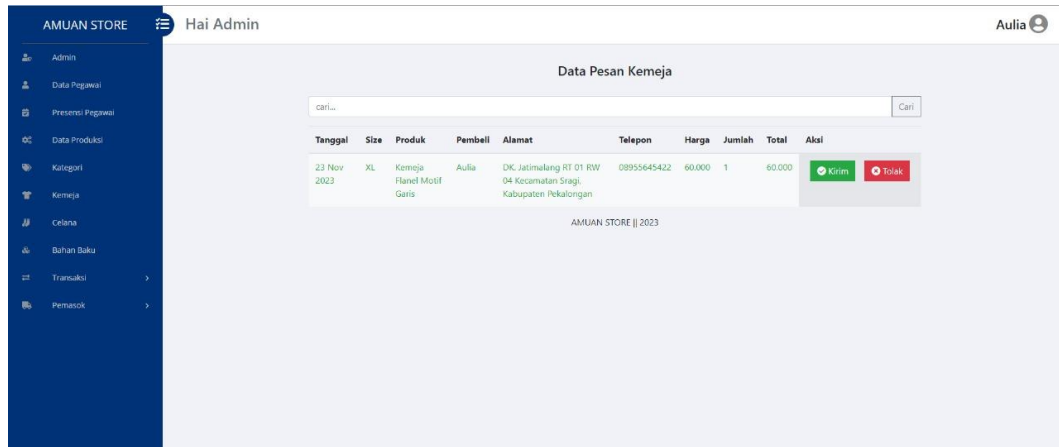 AMUAN STORE
Hai Admin
Aulia
Admin
Data Pegawai
Presensi Pegawai
Data Produksi
Kategori
Kemeja
Celana
Bahan Baku
Transaksi
Pemasok
Data Pesan Kemeja
cari...
Cari
Tanggal Size Produk Pembeli Alamat Telepon Harga Jumlah Total Aksi
23 Nov XL Kemeja Aulia DK. Jatimalang RT 01 RW 08955645422 60.000 1 60.000 Kirim Tolak
2023 Flanel Motif 04 Kecamatan Sragi,
Garis Kabupaten Pekalongan
AMUAN STORE || 2023